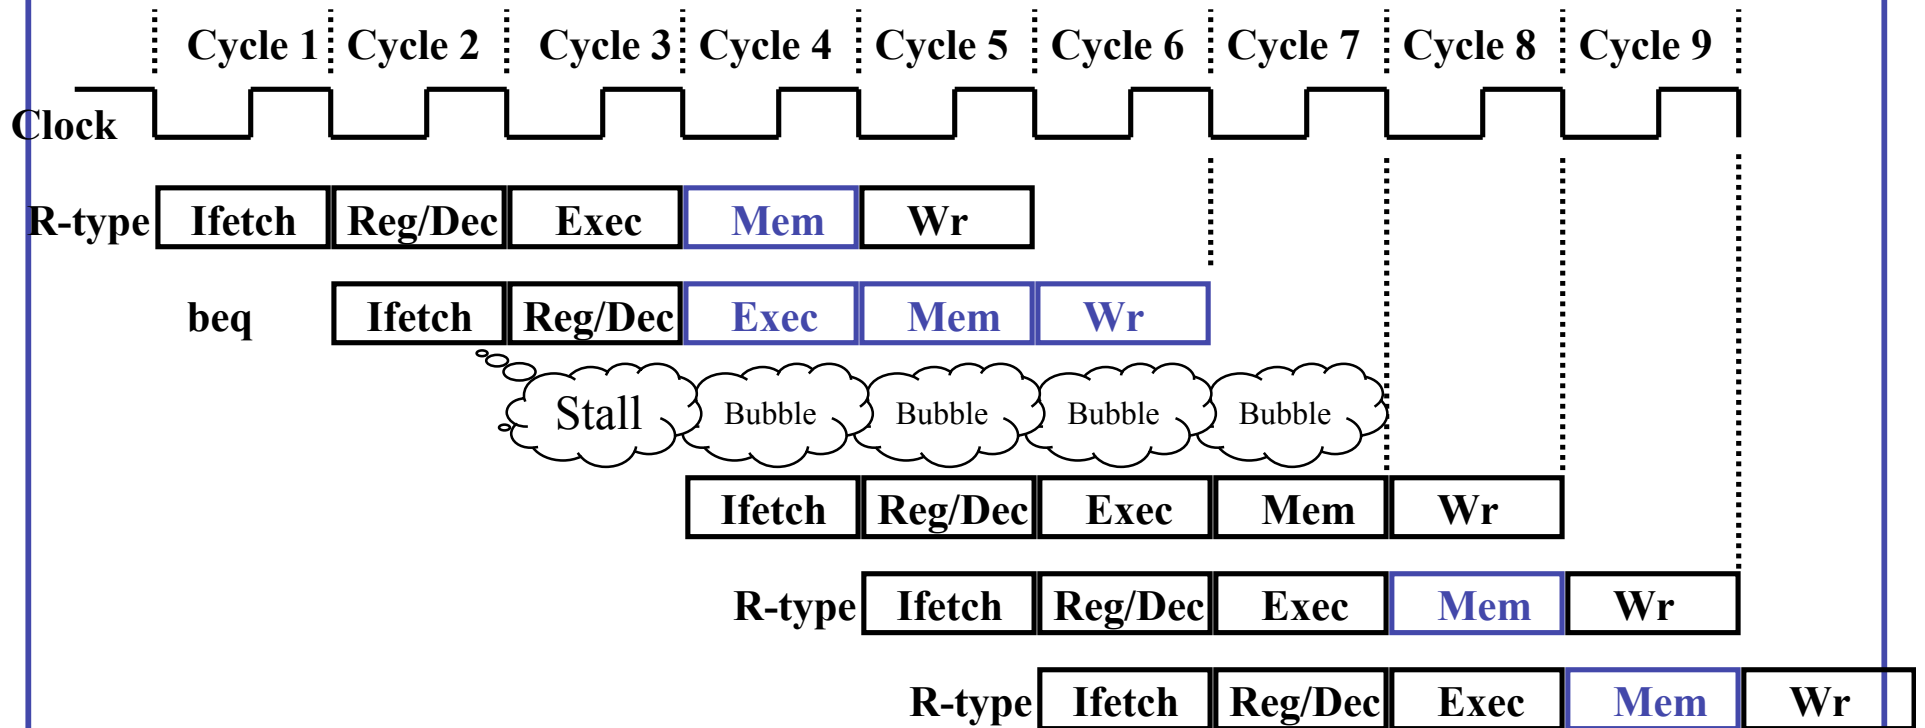 Cycle 1 Cycle 2 Cycle 3 Cycle 4 Cycle 5 Cycle 6 Cycle 7 Cycle 8 Cycle 9
Clock
R-type Ifetch Reg/Dec Exec Mem Wr
beq Ifetch Reg/Dec Exec Mem Wr
Stall Bubble Bubble Bubble Bubble
Ifetch Reg/Dec Exec Mem Wr
R-type Ifetch Reg/Dec Exec Mem Wr
R-type Ifetch Reg/Dec Exec Mem Wr